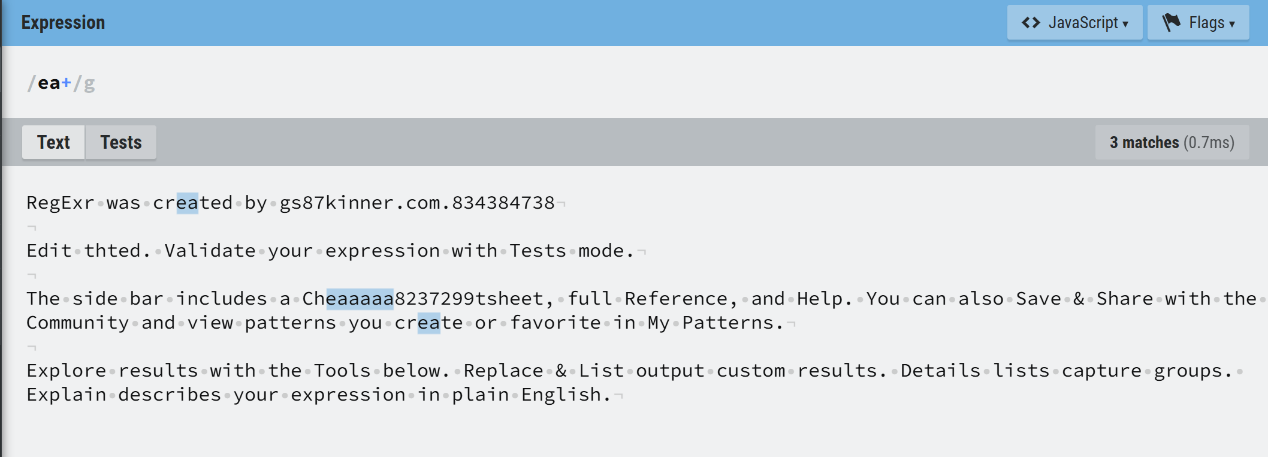 Expression
<> JavaScript ▾
Flags ▾
/ea+/g
Text
Tests
3 matches (0.7ms)
RegExr was created by gs87kinner.com.834384738
Edit thted. Validate your expression with Tests mode.
The side bar includes a Cheaaaaa8237299tsheet, full Reference, and Help. You can also Save & Share with the
Community and view patterns you create or favorite in My Patterns.
Explore results with the Tools below. Replace & List output custom results. Details lists capture groups.
Explain describes your expression in plain English.